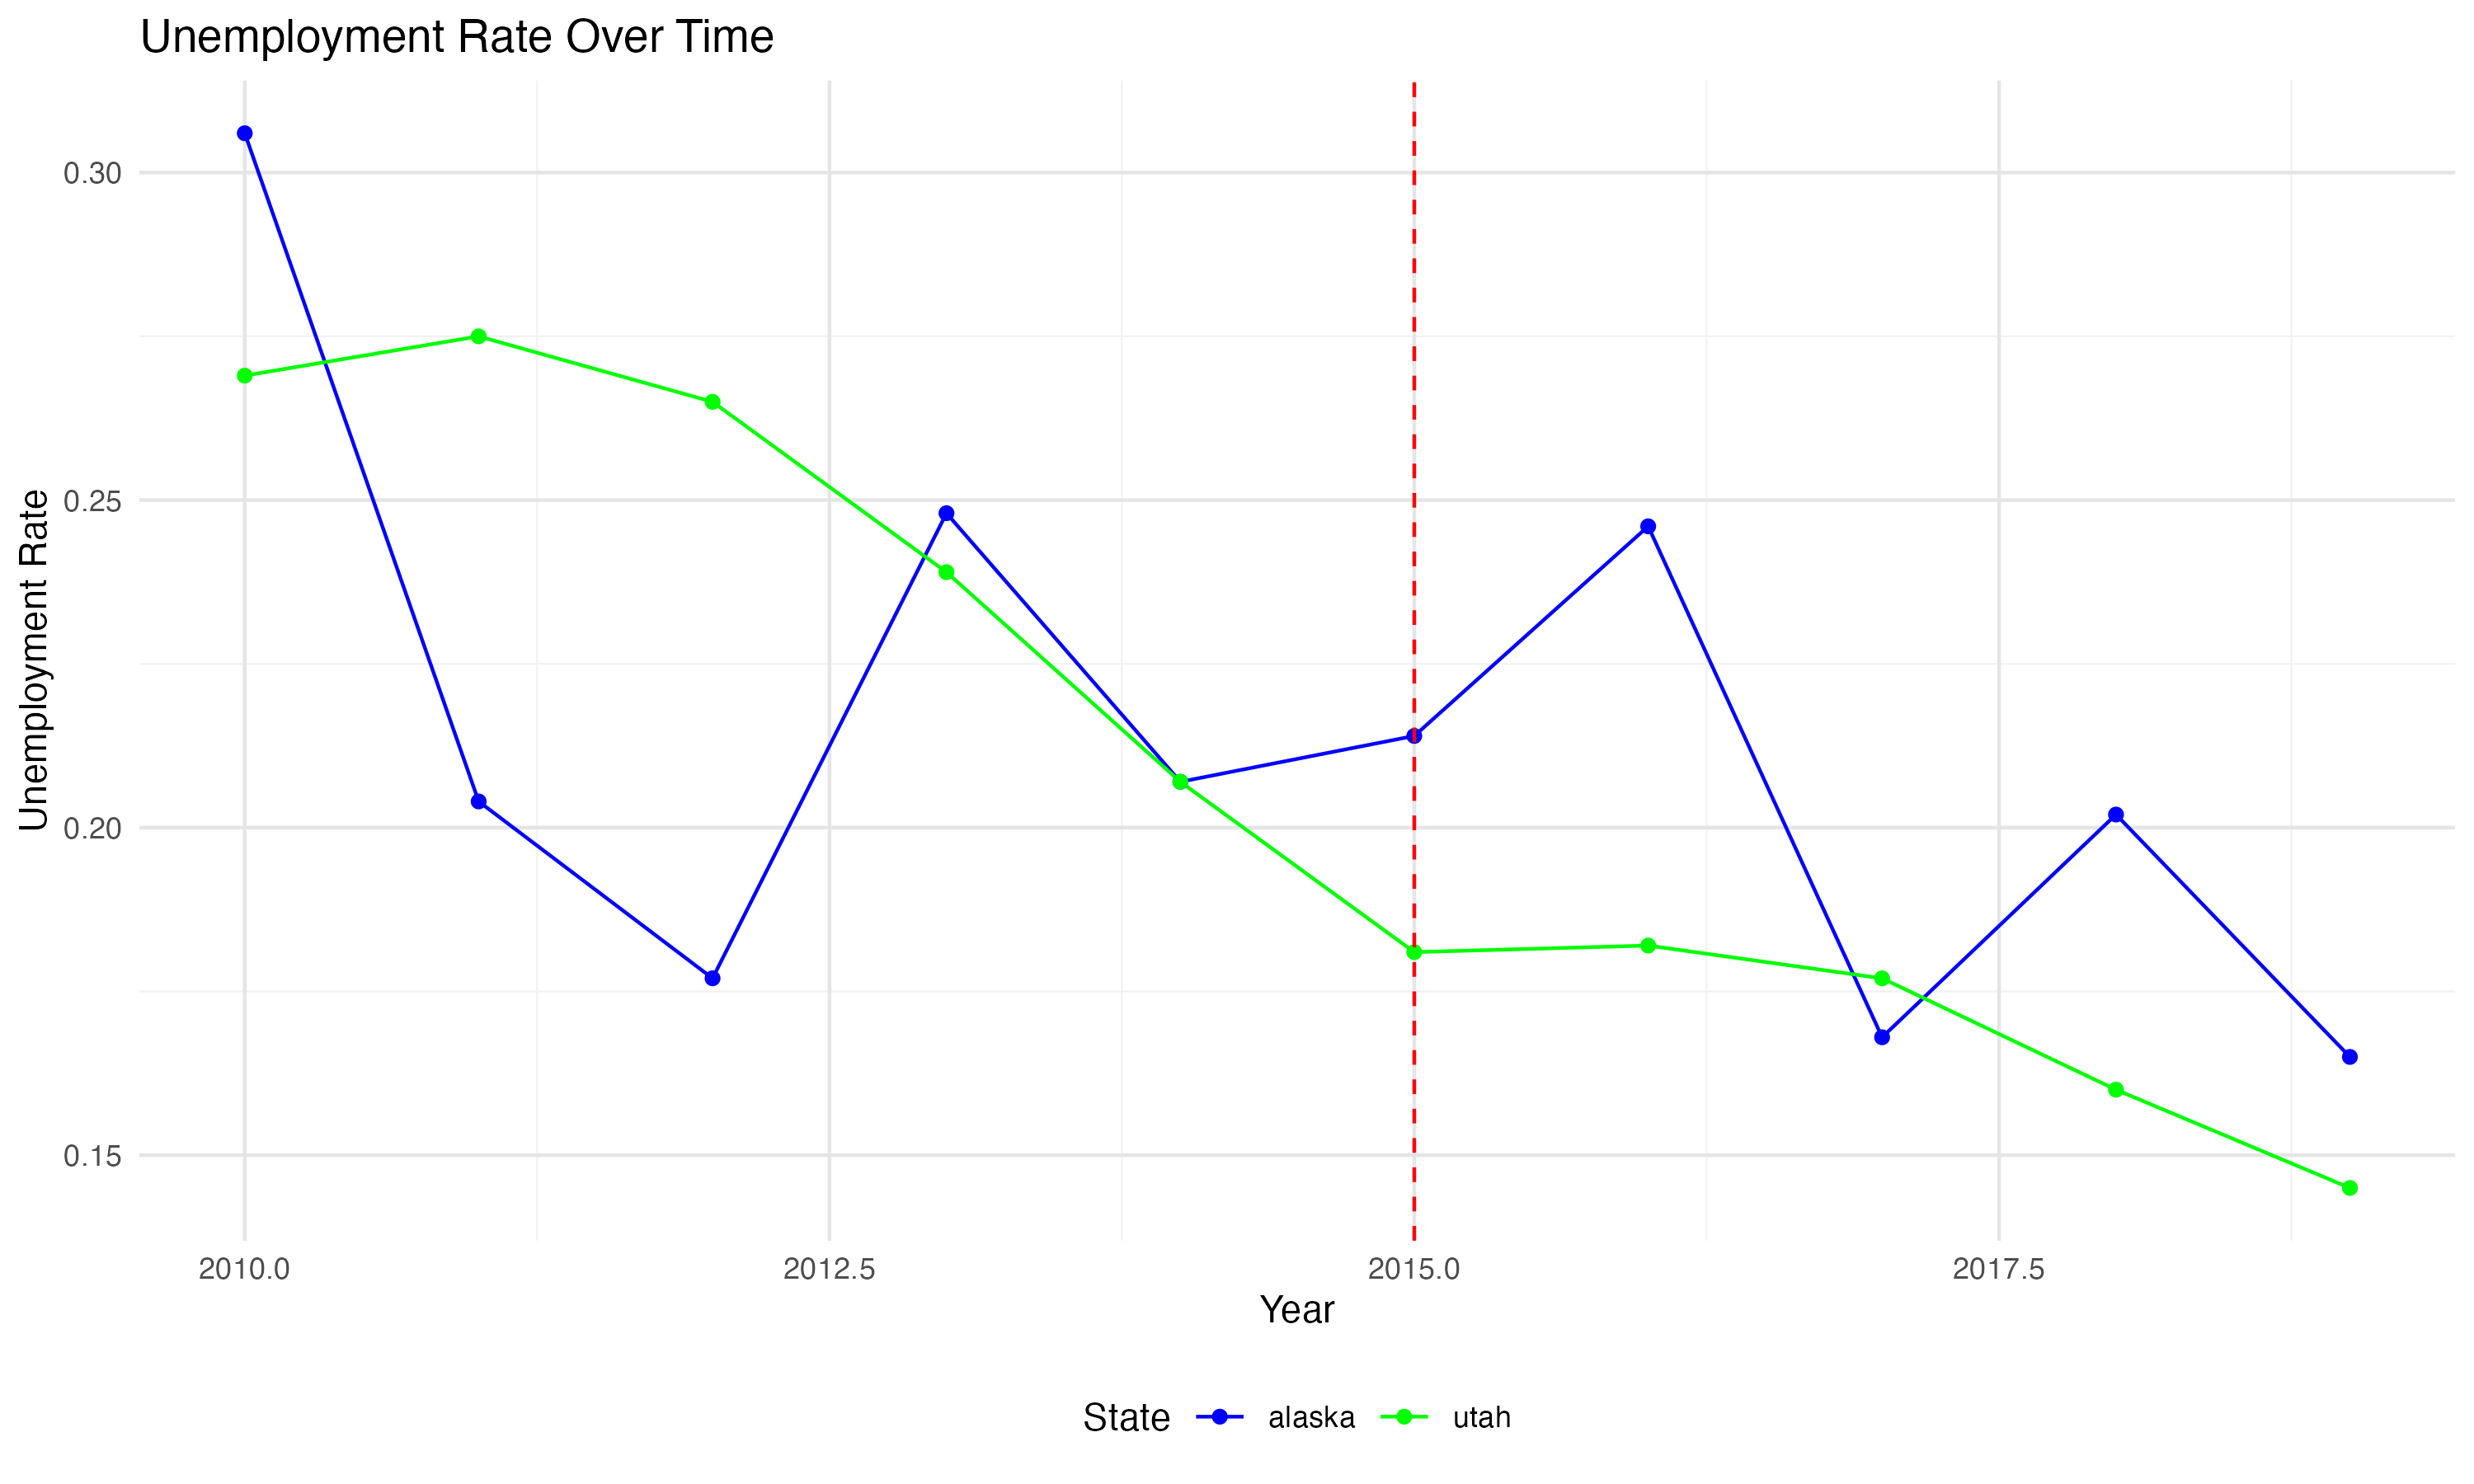 Unemployment Rate Over Time
Unemployment Rate
0.30
0.25
0.20
0.15
2010.0 2012.5 2015.0 2017.5
Year
State alaska utah